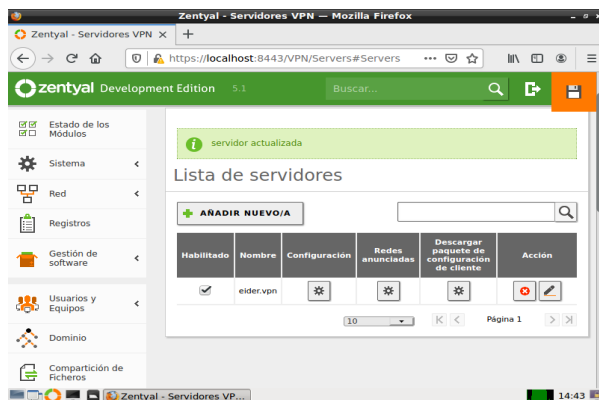 Zentyal - Servidores VPN — Mozilla Firefox
Zentyal - Servidores VPN
https://localhost:8443/VPN/Servers#Servers
zentyal Development Edition 5.1
Buscar...
Estado de los
Módulos
Sistema
Red
Registros
Gestión de
software
Usuarios y
Equipos
Dominio
Compartición de
Ficheros
servidor actualizada
Lista de servidores
AÑADIR NUEVO/A
Habilitado
Nombre
Configuración
Redes
anunciadas
Descargar
paquete de
configuración
de cliente
Acción
eider.vpn
10
Página 1
Zentyal - Servidores VP...
14:43